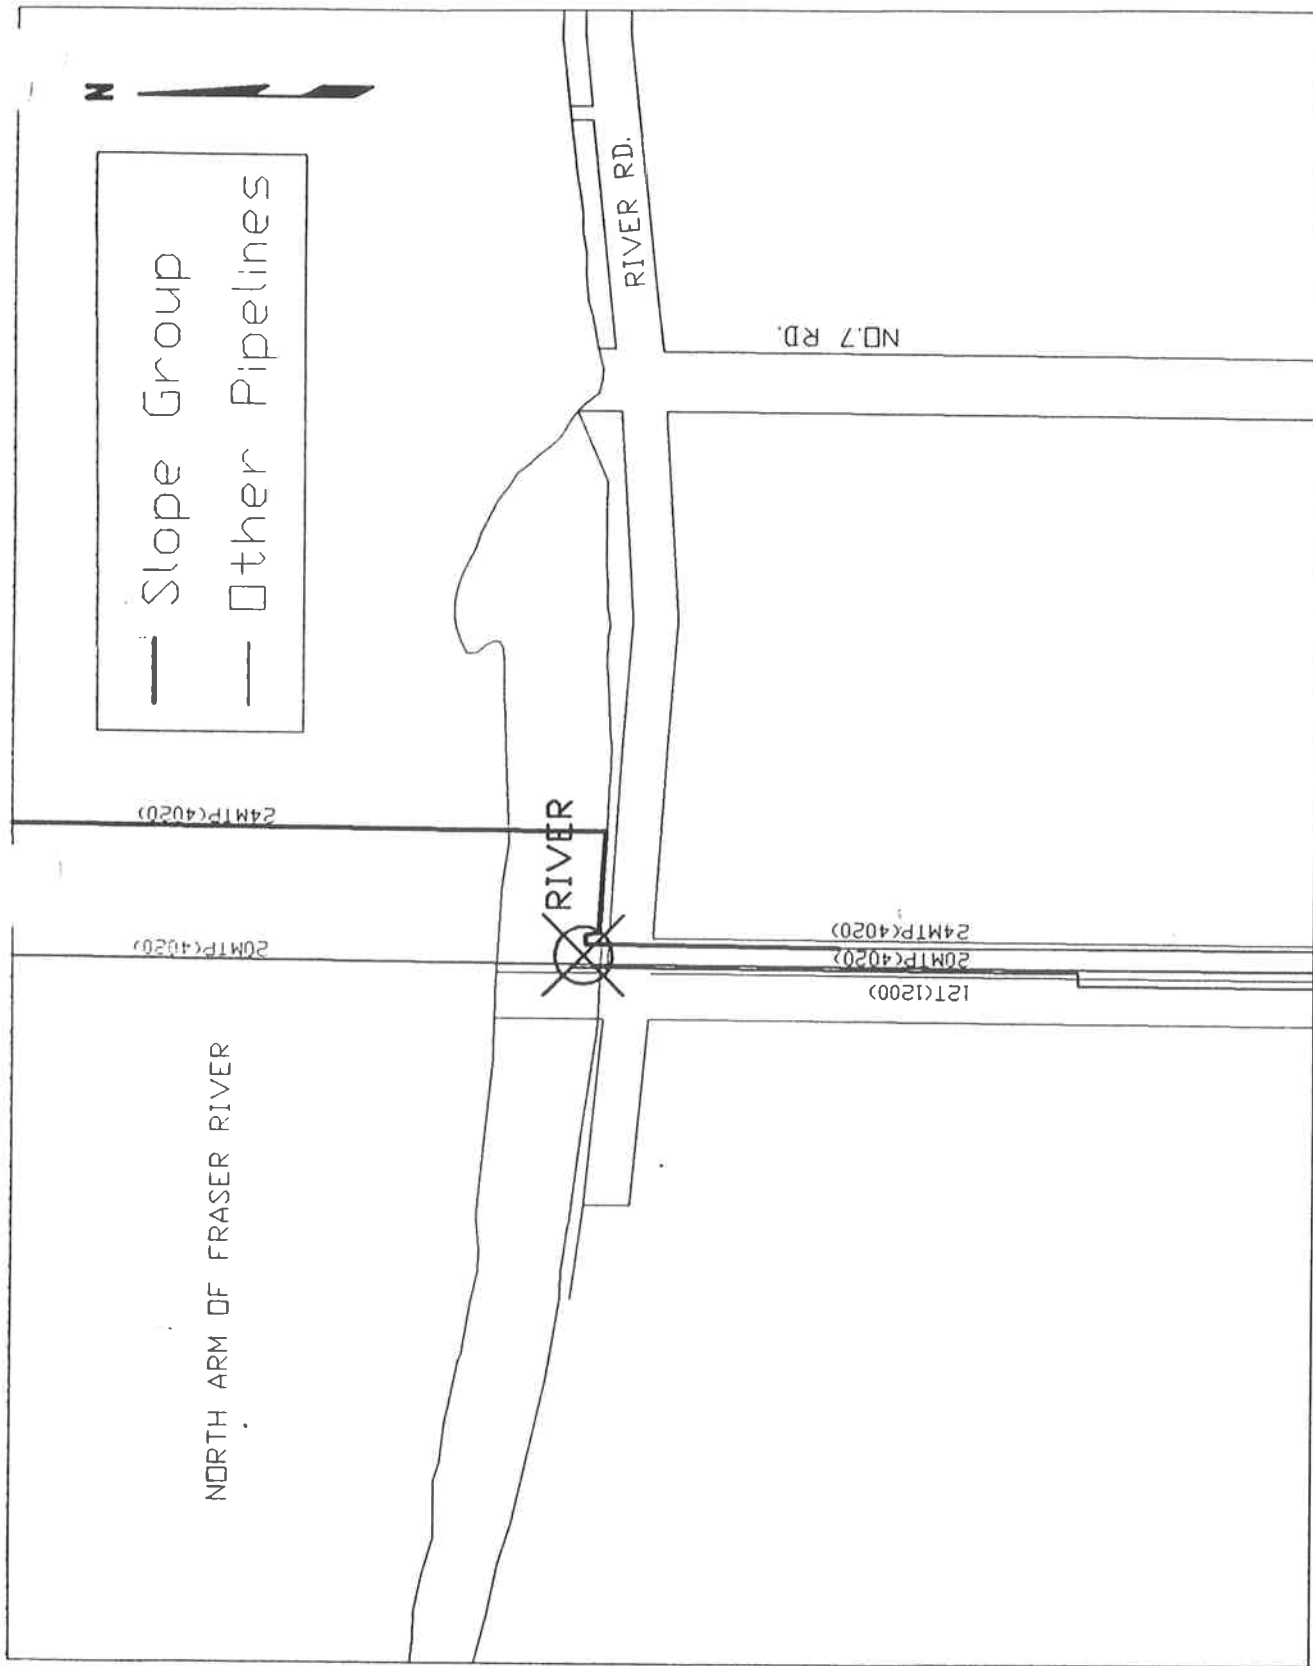 N
Slope Group
Other Pipelines
RIVER RD.
NO.7 RD.
24MTP(4020)
RIVER
20MTP(4020)
24MTP(4020)
20MTP(4020)
12T(1200)
NORTH ARM OF FRASER RIVER